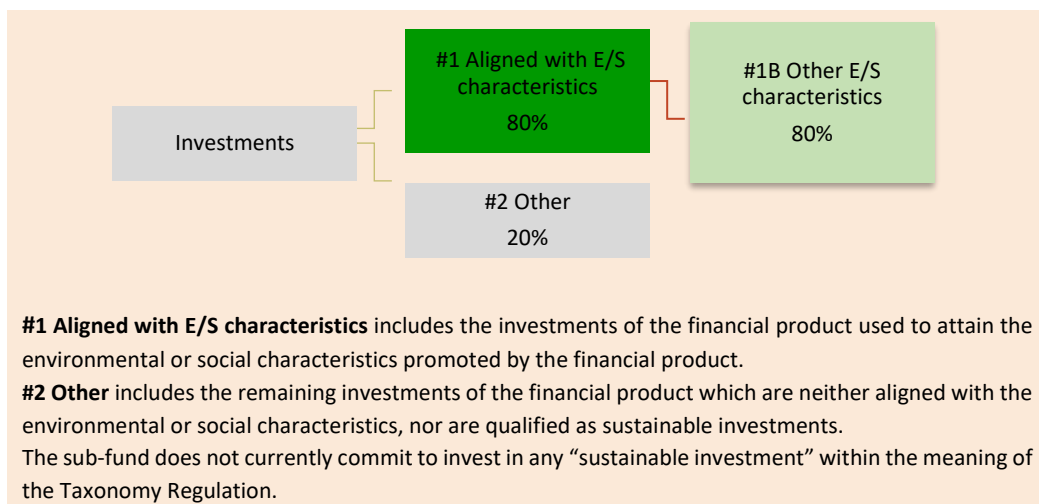 #1 Aligned with E/S
characteristics
80%
#1B Other E/S
characteristics
80%
Investments
#2 Other
20%
#1 Aligned with E/S characteristics includes the investments of the financial product used to attain the
environmental or social characteristics promoted by the financial product.
#2 Other includes the remaining investments of the financial product which are neither aligned with the
environmental or social characteristics, nor are qualified as sustainable investments.
The sub-fund does not currently commit to invest in any “sustainable investment” within the meaning of
the Taxonomy Regulation.